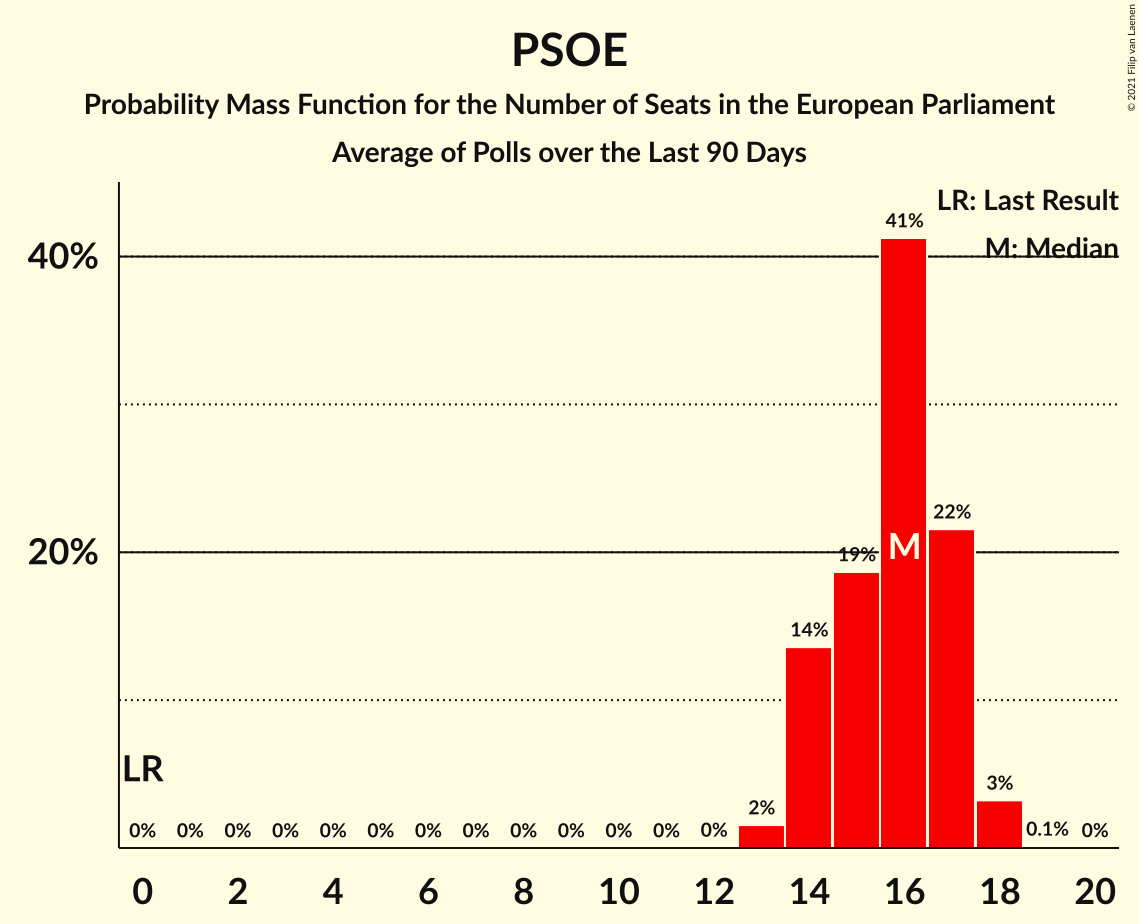 PSOE
Probability Mass Function for the Number of Seats in the European Parliament
Average of Polls over the Last 90 Days
© 2021 Filip van Laenen
LR: Last Result
M: Median
40%
20%
41%
22%
19%
M
14%
LR
3%
2%
0% 0% 0% 0% 0% 0% 0% 0% 0% 0% 0% 0% 0% 0.1% 0%
0 2 4 6 8 10 12 14 16 18 20